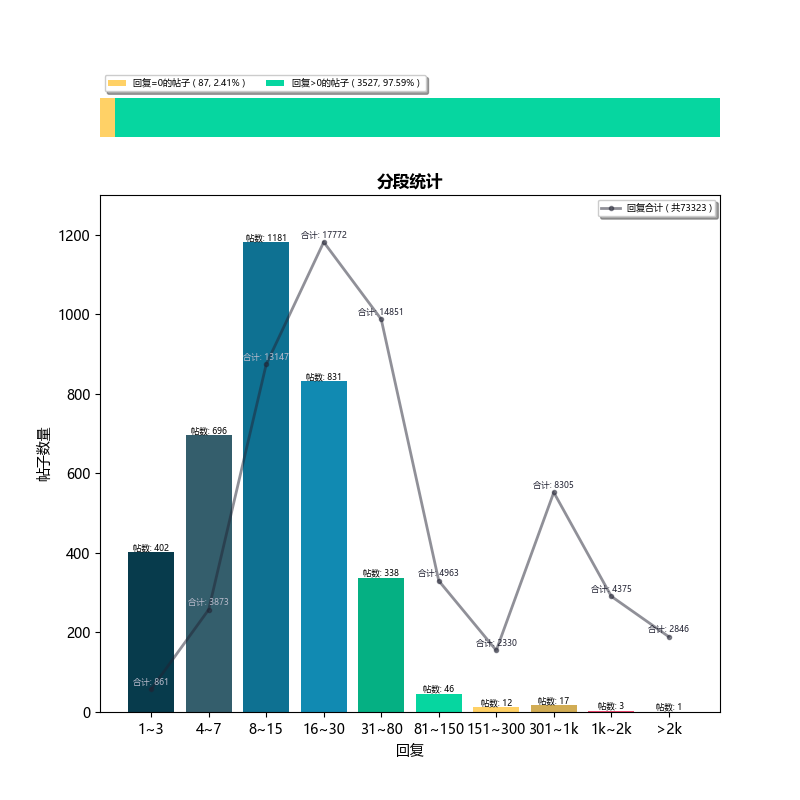 回复=0的帖子 ( 87, 2.41% ) 回复>0的帖子 ( 3527, 97.59% )
分段统计
回复合计 ( 共73323 )
1200
1000
800
600
400
200
0
帖子数量
帖数: 402
帖数: 696
帖数: 1181
帖数: 831
帖数: 338
帖数: 46
帖数: 12
帖数: 17
帖数: 3
帖数: 1
合计: 861
合计: 3873
合计: 13147
合计: 17772
合计: 14851
合计: 4963
合计: 2330
合计: 8305
合计: 4375
合计: 2846
1~3 4~7 8~15 16~30 31~80 81~150 151~300 301~1k 1k~2k >2k
回复